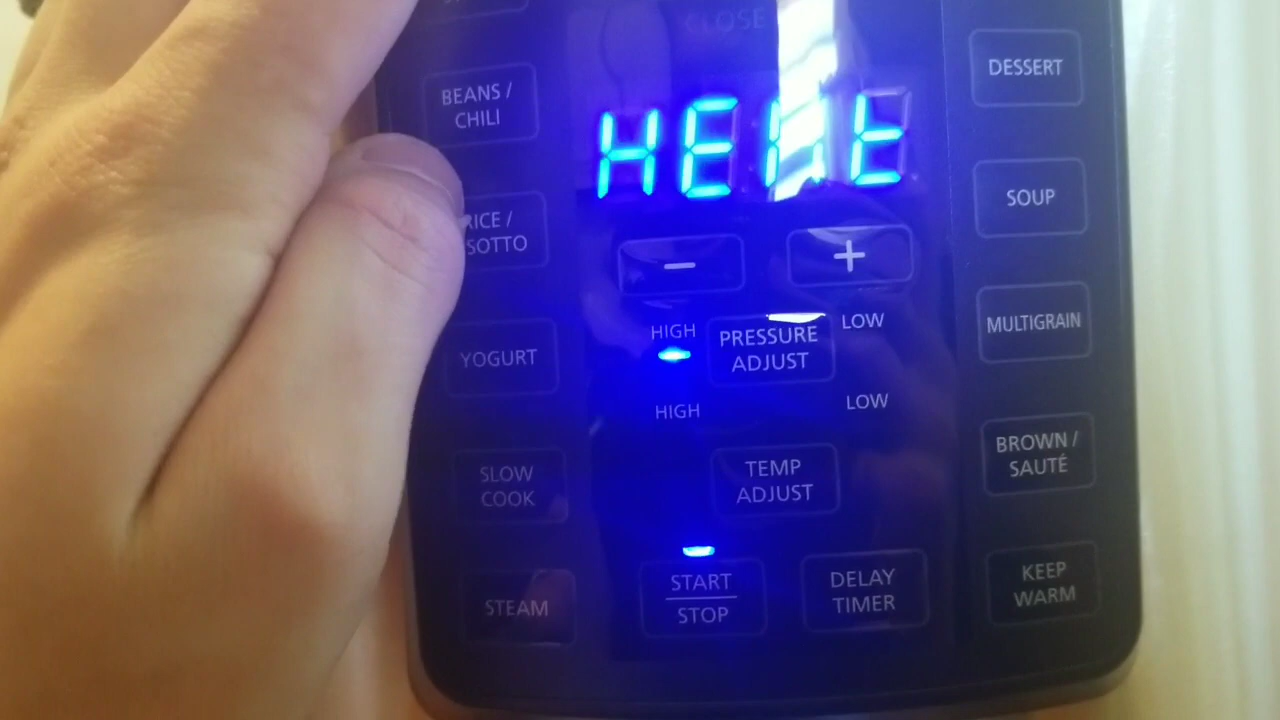 CLOSE
HEAt
BEANS /
CHILI
RICE /
SOTTO
YOGURT
SLOW
COOK
STEAM
−
+
HIGH
PRESSURE
ADJUST
LOW
HIGH
LOW
TEMP
ADJUST
START
STOP
DELAY
TIMER
DESSERT
SOUP
MULTIGRAIN
BROWN /
SAUTÉ
KEEP
WARM